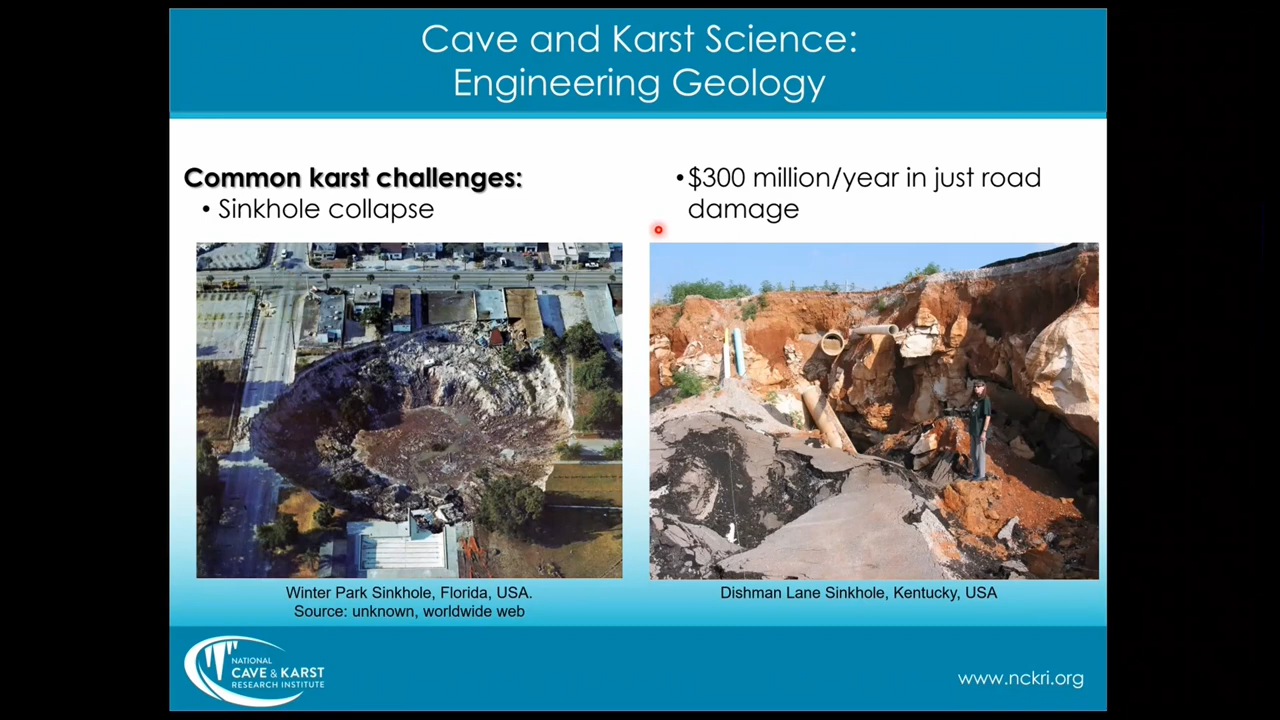 Cave and Karst Science:
Engineering Geology
Common karst challenges:
• Sinkhole collapse
• $300 million/year in just road
damage
Winter Park Sinkhole, Florida, USA.
Source: unknown, worldwide web
Dishman Lane Sinkhole, Kentucky, USA
NATIONAL
CAVE & KARST
RESEARCH INSTITUTE
www.nckri.org